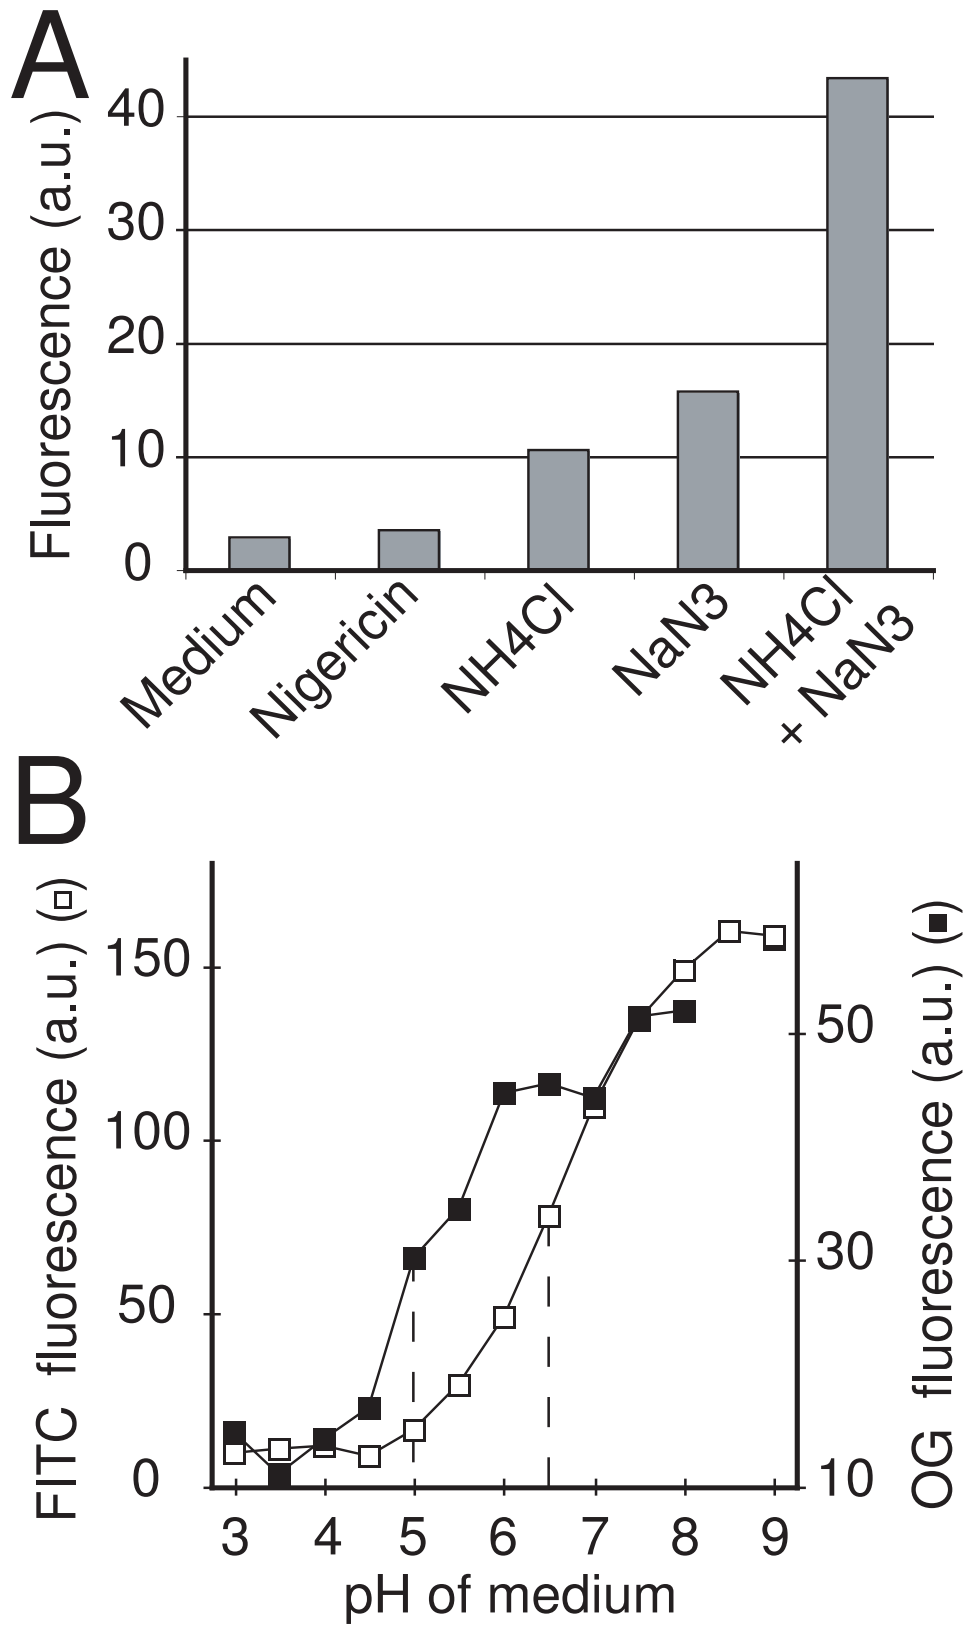 A
Fluorescence (a.u.)
40
30
20
10
0
Medium
Nigericin
NH4Cl
NaN3
NH4Cl
+ NaN3
B
FITC fluorescence (a.u.) (□)
150
100
50
0
OG fluorescence (a.u.) (■)
50
30
10
3 4 5 6 7 8 9
pH of medium